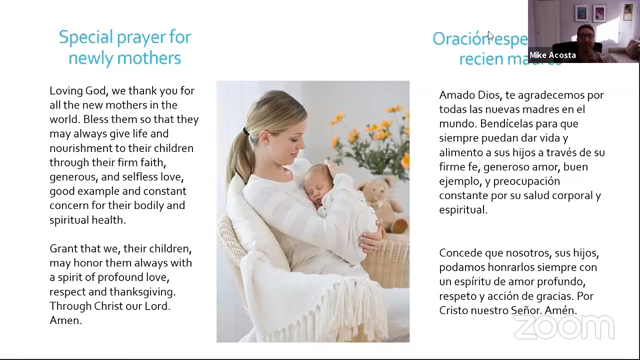 Special prayer for
newly mothers
Loving God, we thank you for
all the new mothers in the
world. Bless them so that they
may always give life and
nourishment to their children
through their firm faith,
generous, and selfless love,
good example and constant
concern for their bodily and
spiritual health.
Grant that we, their children,
may honor them always with
a spirit of profound love,
respect and thanksgiving.
Through Christ our Lord.
Amen.
Oración
recien
Mike Acosta
Amado Dios, te agradecemos por
todas las nuevas madres en el
mundo. Bendícelas para que
siempre puedan dar vida y
alimento a sus hijos a través de su
firme fe, generoso amor, buen
ejemplo, y preocupación
constante por su salud corporal y
espiritual.
Concede que nosotros, sus hijos,
podamos honrarlos siempre con
un espíritu de amor profundo,
respeto y acción de gracias. Por
Cristo nuestro Señor. Amén.
zoom